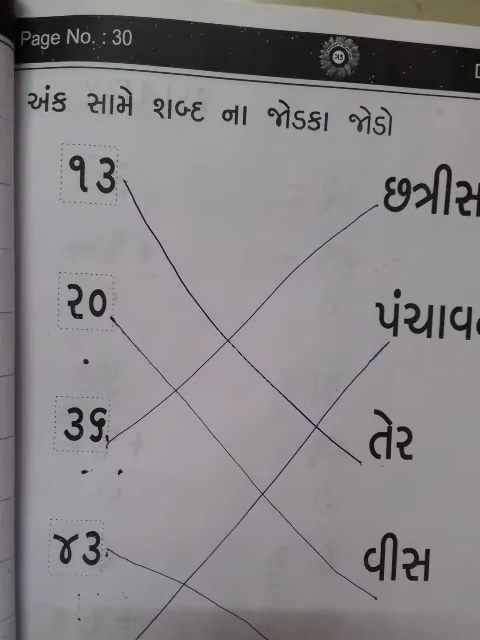 Page No. : 30
અંક સામે શબ્દ ના જોડકા જોડો
૧૩
છત્રીસ
૨૦
૩૬
તેર
૪૩
વીસ